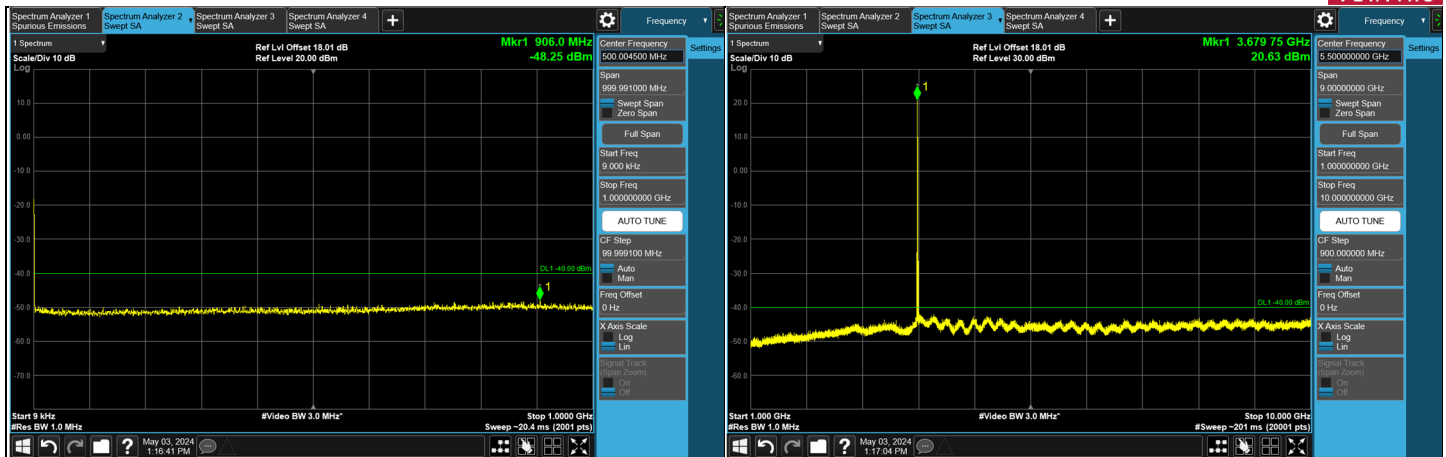 Spectrum Analyzer 1
Spurious Emissions
Spectrum Analyzer 2
Swept SA
Spectrum Analyzer 3
Swept SA
Spectrum Analyzer 4
Swept SA
Frequency
1 Spectrum
Scale/Div 10 dB
Log
Ref Lvl Offset 18.01 dB
Ref Level 20.00 dBm
Mkr1 906.0 MHz
-48.25 dBm
10.0
0.00
-10.0
-20.0
-30.0
-40.0
-50.0
-60.0
-70.0
DL1 -40.00 dBm
1
Start 9 kHz
#Res BW 1.0 MHz
#Video BW 3.0 MHz*
Stop 1.0000 GHz
Sweep ~20.4 ms (2001 pts)
Center Frequency
500.004500 MHz
Settings
Span
999.991000 MHz
Swept Span
Zero Span
Full Span
Start Freq
9.000 kHz
Stop Freq
1.000000000 GHz
AUTO TUNE
CF Step
99.999100 MHz
Auto
Man
Freq Offset
0 Hz
X Axis Scale
Log
Lin
Signal Track
(Span Zoom)
On
Off
May 03, 2024
1:16:41 PM
Spectrum Analyzer 1
Spurious Emissions
Spectrum Analyzer 2
Swept SA
Spectrum Analyzer 3
Swept SA
Spectrum Analyzer 4
Swept SA
Frequency
1 Spectrum
Scale/Div 10 dB
Log
Ref Lvl Offset 18.01 dB
Ref Level 30.00 dBm
Mkr1 3.679 75 GHz
20.63 dBm
20.0
10.0
0.00
-10.0
-20.0
-30.0
-40.0
-50.0
-60.0
DL1 -40.00 dBm
1
Start 1.000 GHz
#Res BW 1.0 MHz
#Video BW 3.0 MHz*
Stop 10.000 GHz
#Sweep ~201 ms (20001 pts)
Center Frequency
5.500000000 GHz
Settings
Span
9.00000000 GHz
Swept Span
Zero Span
Full Span
Start Freq
1.000000000 GHz
Stop Freq
10.000000000 GHz
AUTO TUNE
CF Step
900.000000 MHz
Auto
Man
Freq Offset
0 Hz
X Axis Scale
Log
Lin
Signal Track
(Span Zoom)
On
Off
May 03, 2024
1:17:04 PM